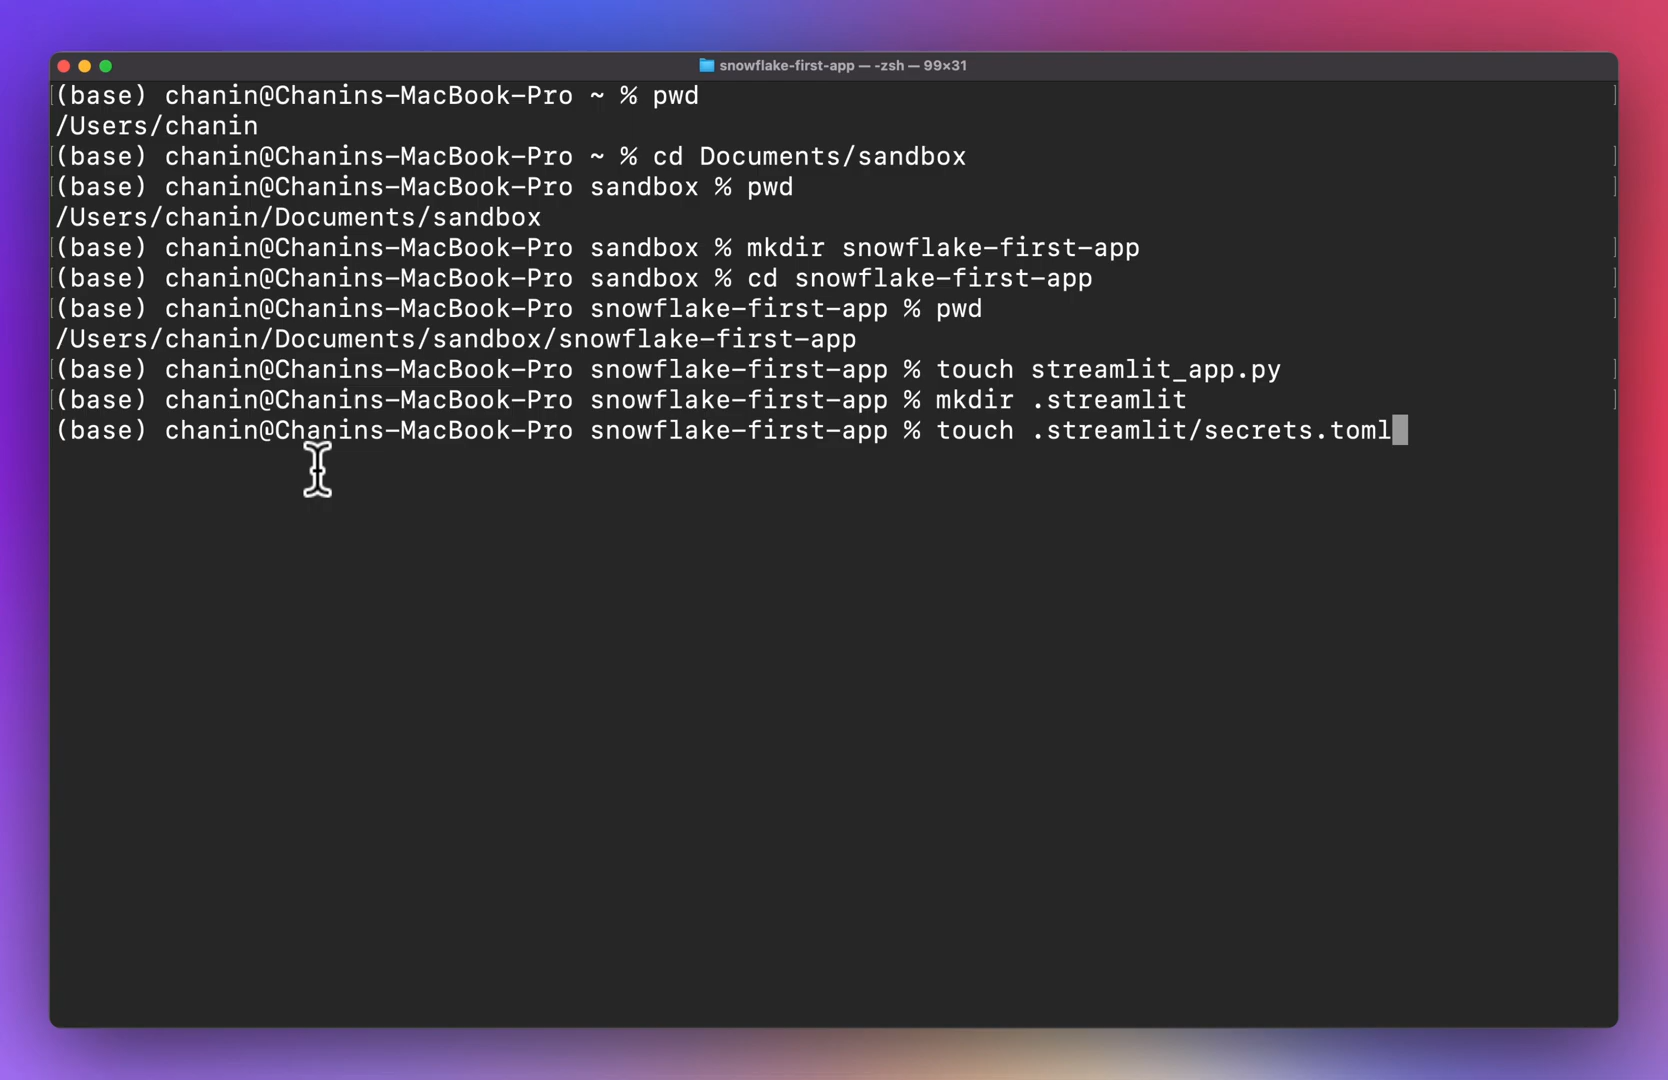 snowflake-first-app — -zsh — 99×31
(base) chanin@Chanins-MacBook-Pro ~ % pwd
/Users/chanin
(base) chanin@Chanins-MacBook-Pro ~ % cd Documents/sandbox
(base) chanin@Chanins-MacBook-Pro sandbox % pwd
/Users/chanin/Documents/sandbox
(base) chanin@Chanins-MacBook-Pro sandbox % mkdir snowflake-first-app
(base) chanin@Chanins-MacBook-Pro sandbox % cd snowflake-first-app
(base) chanin@Chanins-MacBook-Pro snowflake-first-app % pwd
/Users/chanin/Documents/sandbox/snowflake-first-app
(base) chanin@Chanins-MacBook-Pro snowflake-first-app % touch streamlit_app.py
(base) chanin@Chanins-MacBook-Pro snowflake-first-app % mkdir .streamlit
(base) chanin@Chanins-MacBook-Pro snowflake-first-app % touch .streamlit/secrets.toml